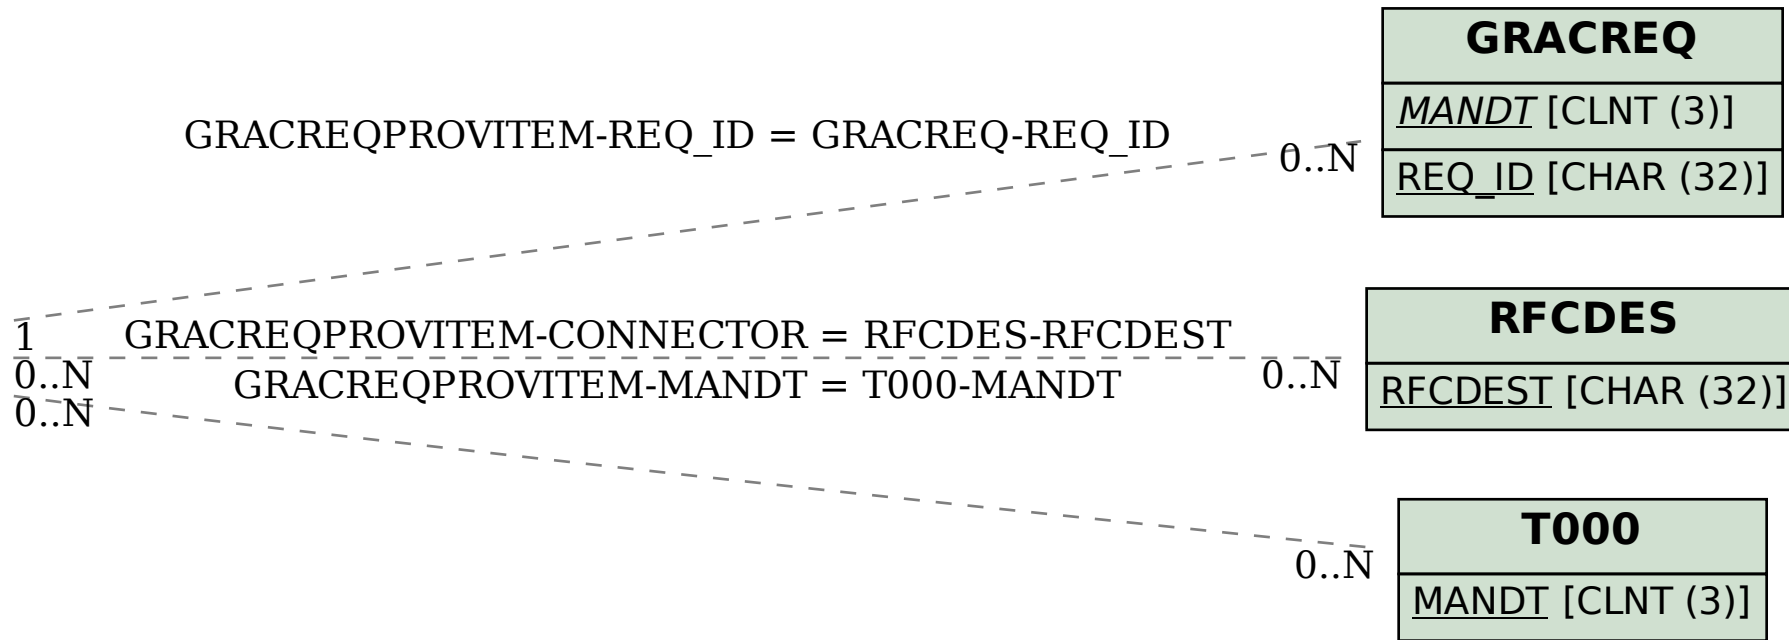 GRACREQ
MANDT [CLNT (3)]
REQ_ID [CHAR (32)]
GRACREQPROVITEM-REQ_ID = GRACREQ-REQ_ID
0..N
1
GRACREQPROVITEM-CONNECTOR = RFCDES-RFCDEST
0..N
0..N
GRACREQPROVITEM-MANDT = T000-MANDT
0..N
RFCDES
RFCDEST [CHAR (32)]
0..N
T000
MANDT [CLNT (3)]